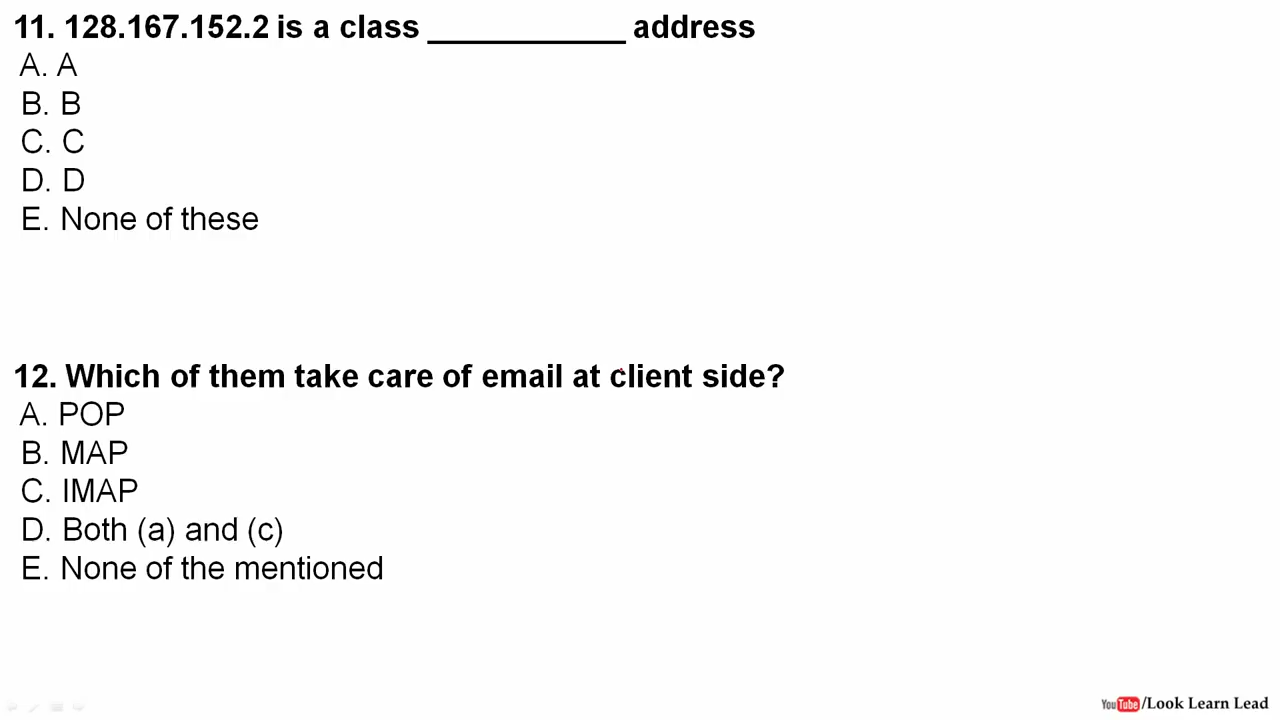 11. 128.167.152.2 is a class ____________ address
A. A
B. B
C. C
D. D
E. None of these
12. Which of them take care of email at client side?
A. POP
B. MAP
C. IMAP
D. Both (a) and (c)
E. None of the mentioned
YouTube/Look Learn Lead